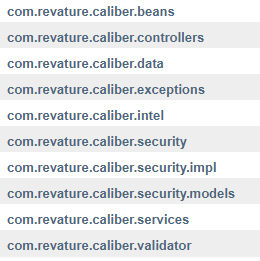 com.revature.caliber.beans
com.revature.caliber.controllers
com.revature.caliber.data
com.revature.caliber.exceptions
com.revature.caliber.intel
com.revature.caliber.security
com.revature.caliber.security.impl
com.revature.caliber.security.models
com.revature.caliber.services
com.revature.caliber.validator